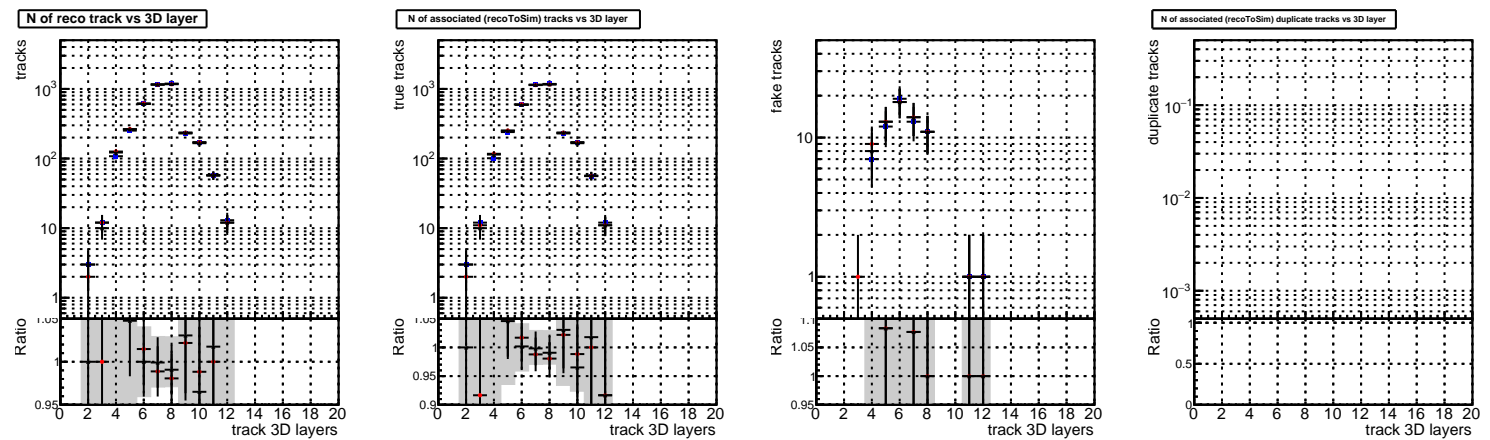 N of reco track vs 3D layer
tracks
10³
10²
10
1
Ratio
1.05
1
0.95
0 2 4 6 8 10 12 14 16 18 20
track 3D layers
N of associated (recoToSim) tracks vs 3D layer
true tracks
10³
10²
10
1
Ratio
1.05
1
0.95
0.9
0 2 4 6 8 10 12 14 16 18 20
track 3D layers
fake tracks
10
1
Ratio
1.1
1.05
1
0.95
0 2 4 6 8 10 12 14 16 18 20
track 3D layers
N of associated (recoToSim) duplicate tracks vs 3D layer
duplicate tracks
10⁻¹
10⁻²
10⁻³
Ratio
1
0.5
0
0 2 4 6 8 10 12 14 16 18 20
track 3D layers